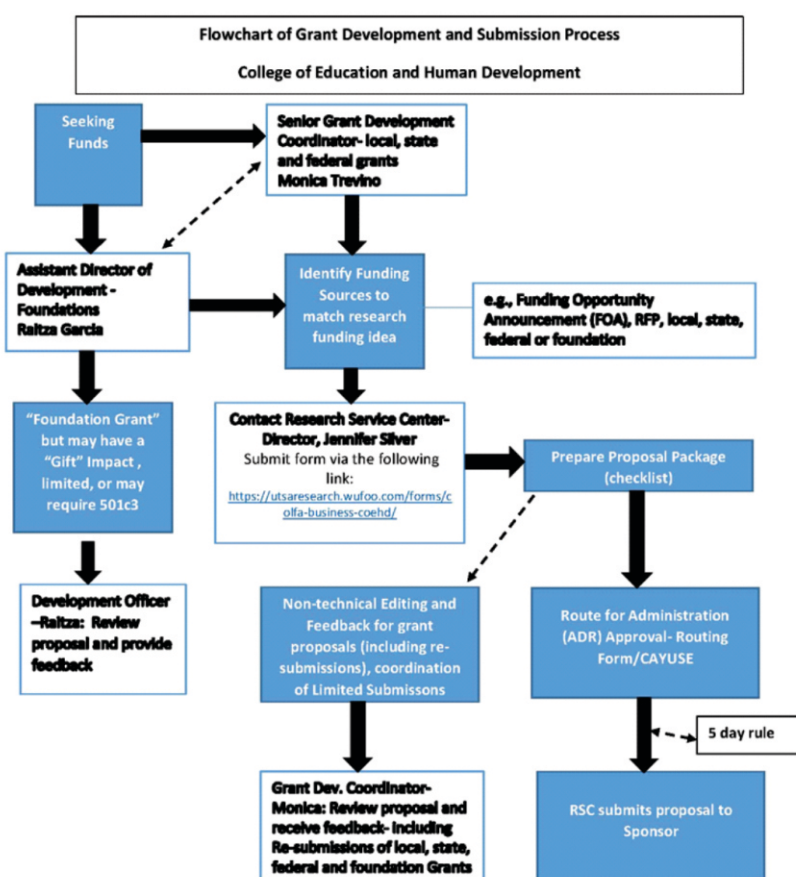 Flowchart of Grant Development and Submission Process
College of Education and Human Development
Seeking
Funds
Senior Grant Development
Coordinator- local, state
and federal grants
Monica Trevino
Assistant Director of
Development -
Foundations
Raitza Garcia
Identify Funding
Sources to
match research
funding idea
e.g., Funding Opportunity
Announcement (FOA), RFP, local, state,
federal or foundation
"Foundation Grant"
but may have a
"Gift" Impact ,
limited, or may
require 501c3
Contact Research Service Center-
Director, Jennifer Silver
Submit form via the following
link:
https://utsaresearch.wufoo.com/forms/c
olfa-business-coehd/
Prepare Proposal Package
(checklist)
Development Officer
–Raitza: Review
proposal and provide
feedback
Non-technical Editing and
Feedback for grant
proposals (including re-
submissions), coordination
of Limited Submissons
Route for Administration
(ADR) Approval- Routing
Form/CAYUSE
5 day rule
Grant Dev. Coordinator-
Monica: Review proposal and
receive feedback- including
Re-submissions of local, state,
federal and foundation Grants
RSC submits proposal to
Sponsor